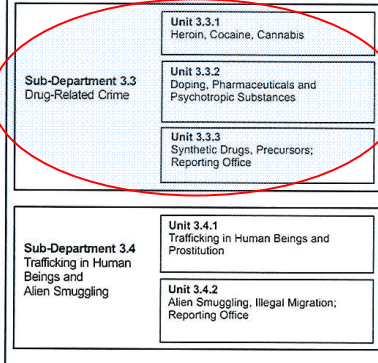 Unit 3.3.1
Heroin, Cocaine, Cannabis
Sub-Department 3.3
Drug-Related Crime
Unit 3.3.2
Doping, Pharmaceuticals and
Psychotropic Substances
Unit 3.3.3
Synthetic Drugs, Precursors;
Reporting Office
Sub-Department 3.4
Trafficking in Human
Beings and
Alien Smuggling
Unit 3.4.1
Trafficking in Human Beings and
Prostitution
Unit 3.4.2
Alien Smuggling, Illegal Migration;
Reporting Office